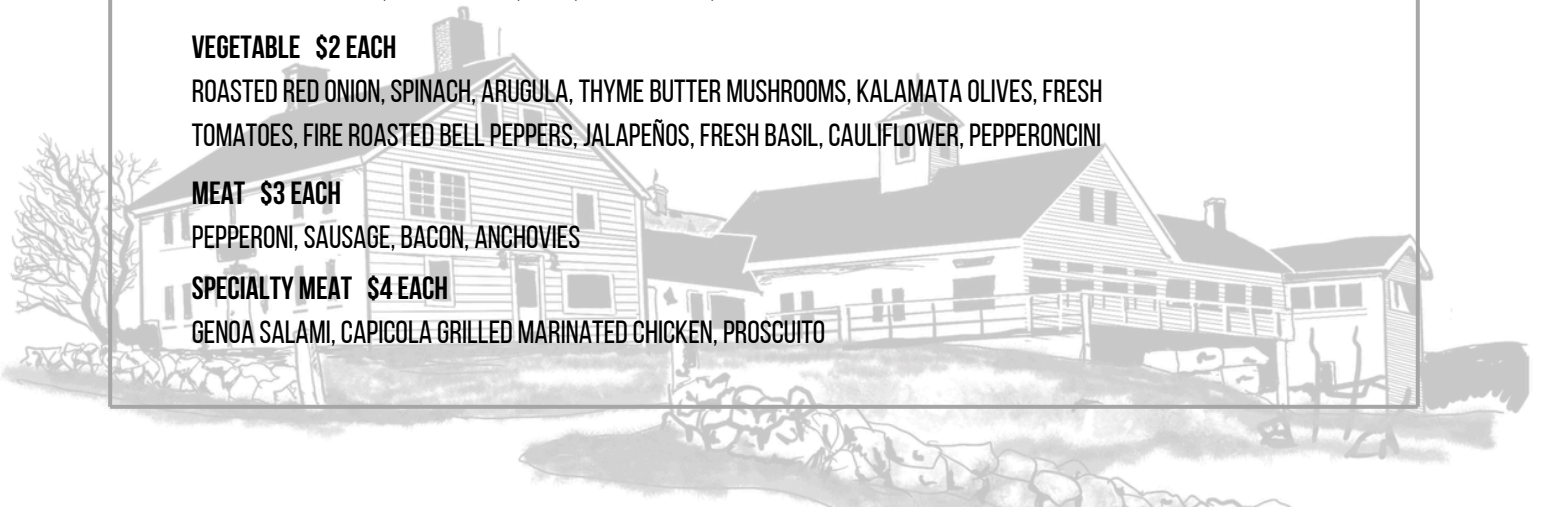 VEGETABLE $2 EACH
ROASTED RED ONION, SPINACH, ARUGULA, THYME BUTTER MUSHROOMS, KALAMATA OLIVES, FRESH
TOMATOES, FIRE ROASTED BELL PEPPERS, JALAPEÑOS, FRESH BASIL, CAULIFLOWER, PEPPERONCINI
MEAT $3 EACH
PEPPERONI, SAUSAGE, BACON, ANCHOVIES
SPECIALTY MEAT $4 EACH
GENOA SALAMI, CAPICOLA GRILLED MARINATED CHICKEN, PROSCUITO